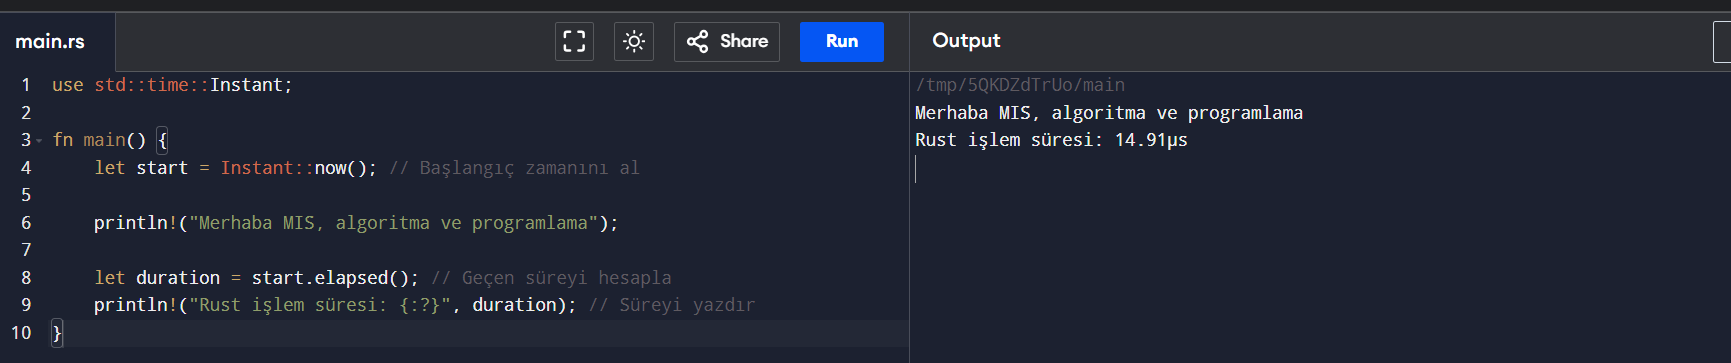 main.rs
Share
Run
Output
1 use std::time::Instant;
2
3 fn main() {
4 let start = Instant::now(); // Başlangıç zamanını al
5
6 println!("Merhaba MIS, algoritma ve programlama");
7
8 let duration = start.elapsed(); // Geçen süreyi hesapla
9 println!("Rust işlem süresi: {:?}", duration); // Süreyi yazdır
10 }
/tmp/5QKDZdTrUo/main
Merhaba MIS, algoritma ve programlama
Rust işlem süresi: 14.91µs